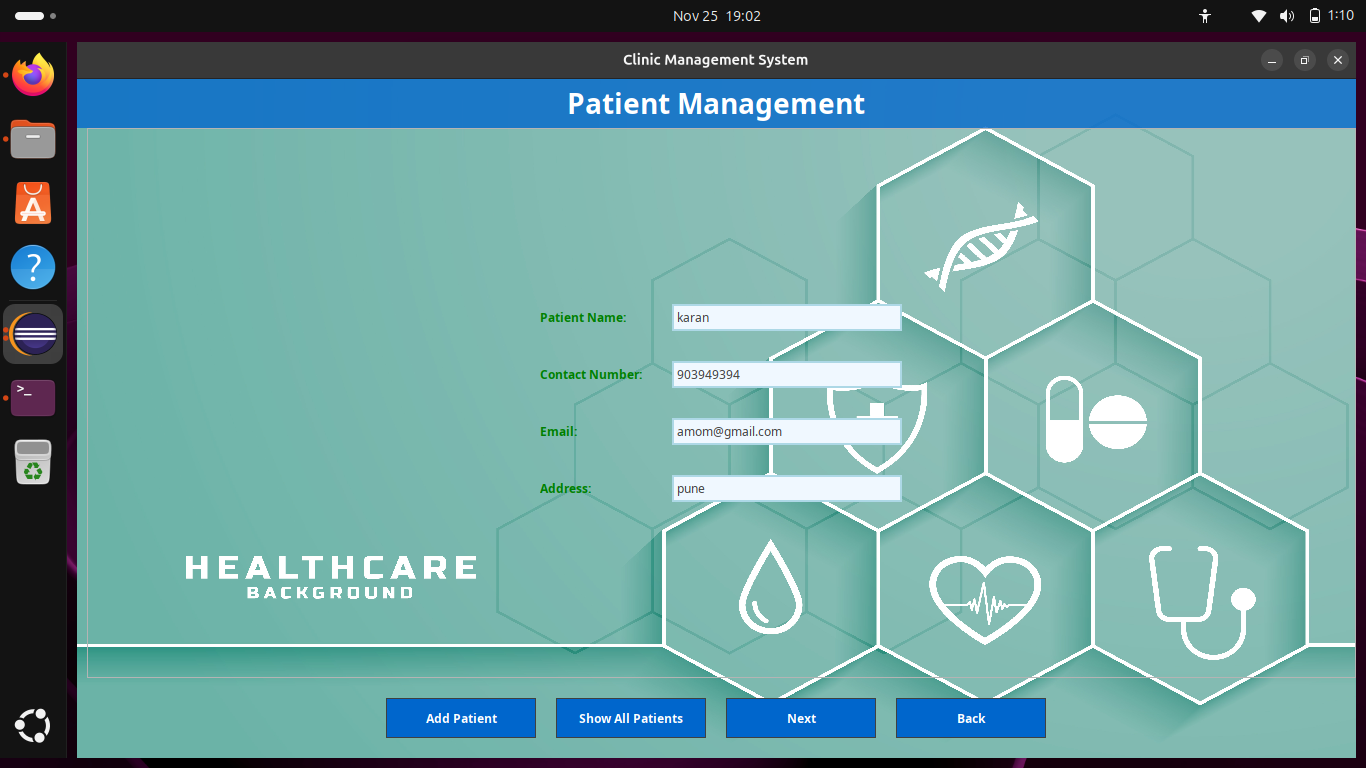 Nov 25 19:02
1:10
Clinic Management System
Patient Management
Patient Name: karan
Contact Number: 903949394
Email: amom@gmail.com
Address: pune
HEALTHCARE
BACKGROUND
Add Patient Show All Patients Next Back